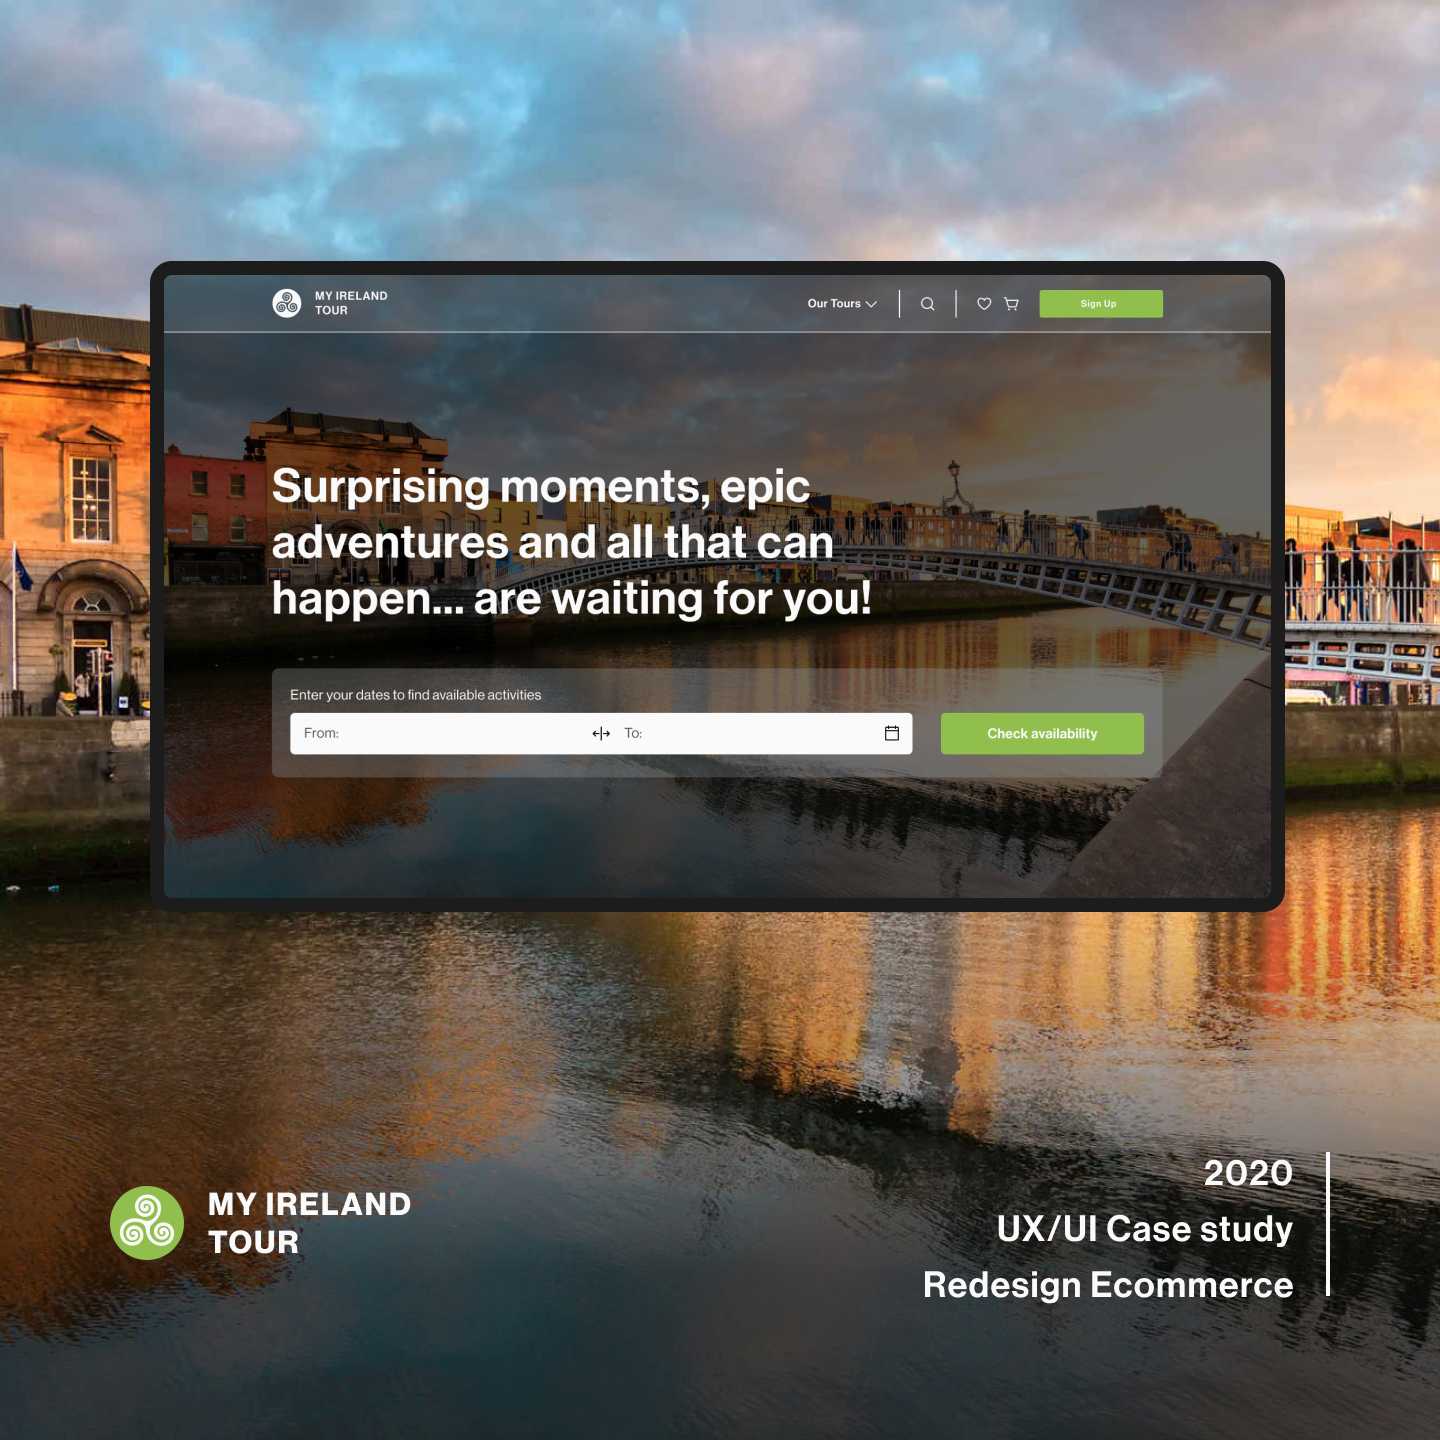 MY IRELAND
TOUR
Our Tours
Sign Up
Surprising moments, epic
adventures and all that can
happen... are waiting for you!
Enter your dates to find available activities
From:
To:
Check availability
MY IRELAND
TOUR
2020
UX/UI Case study
Redesign Ecommerce